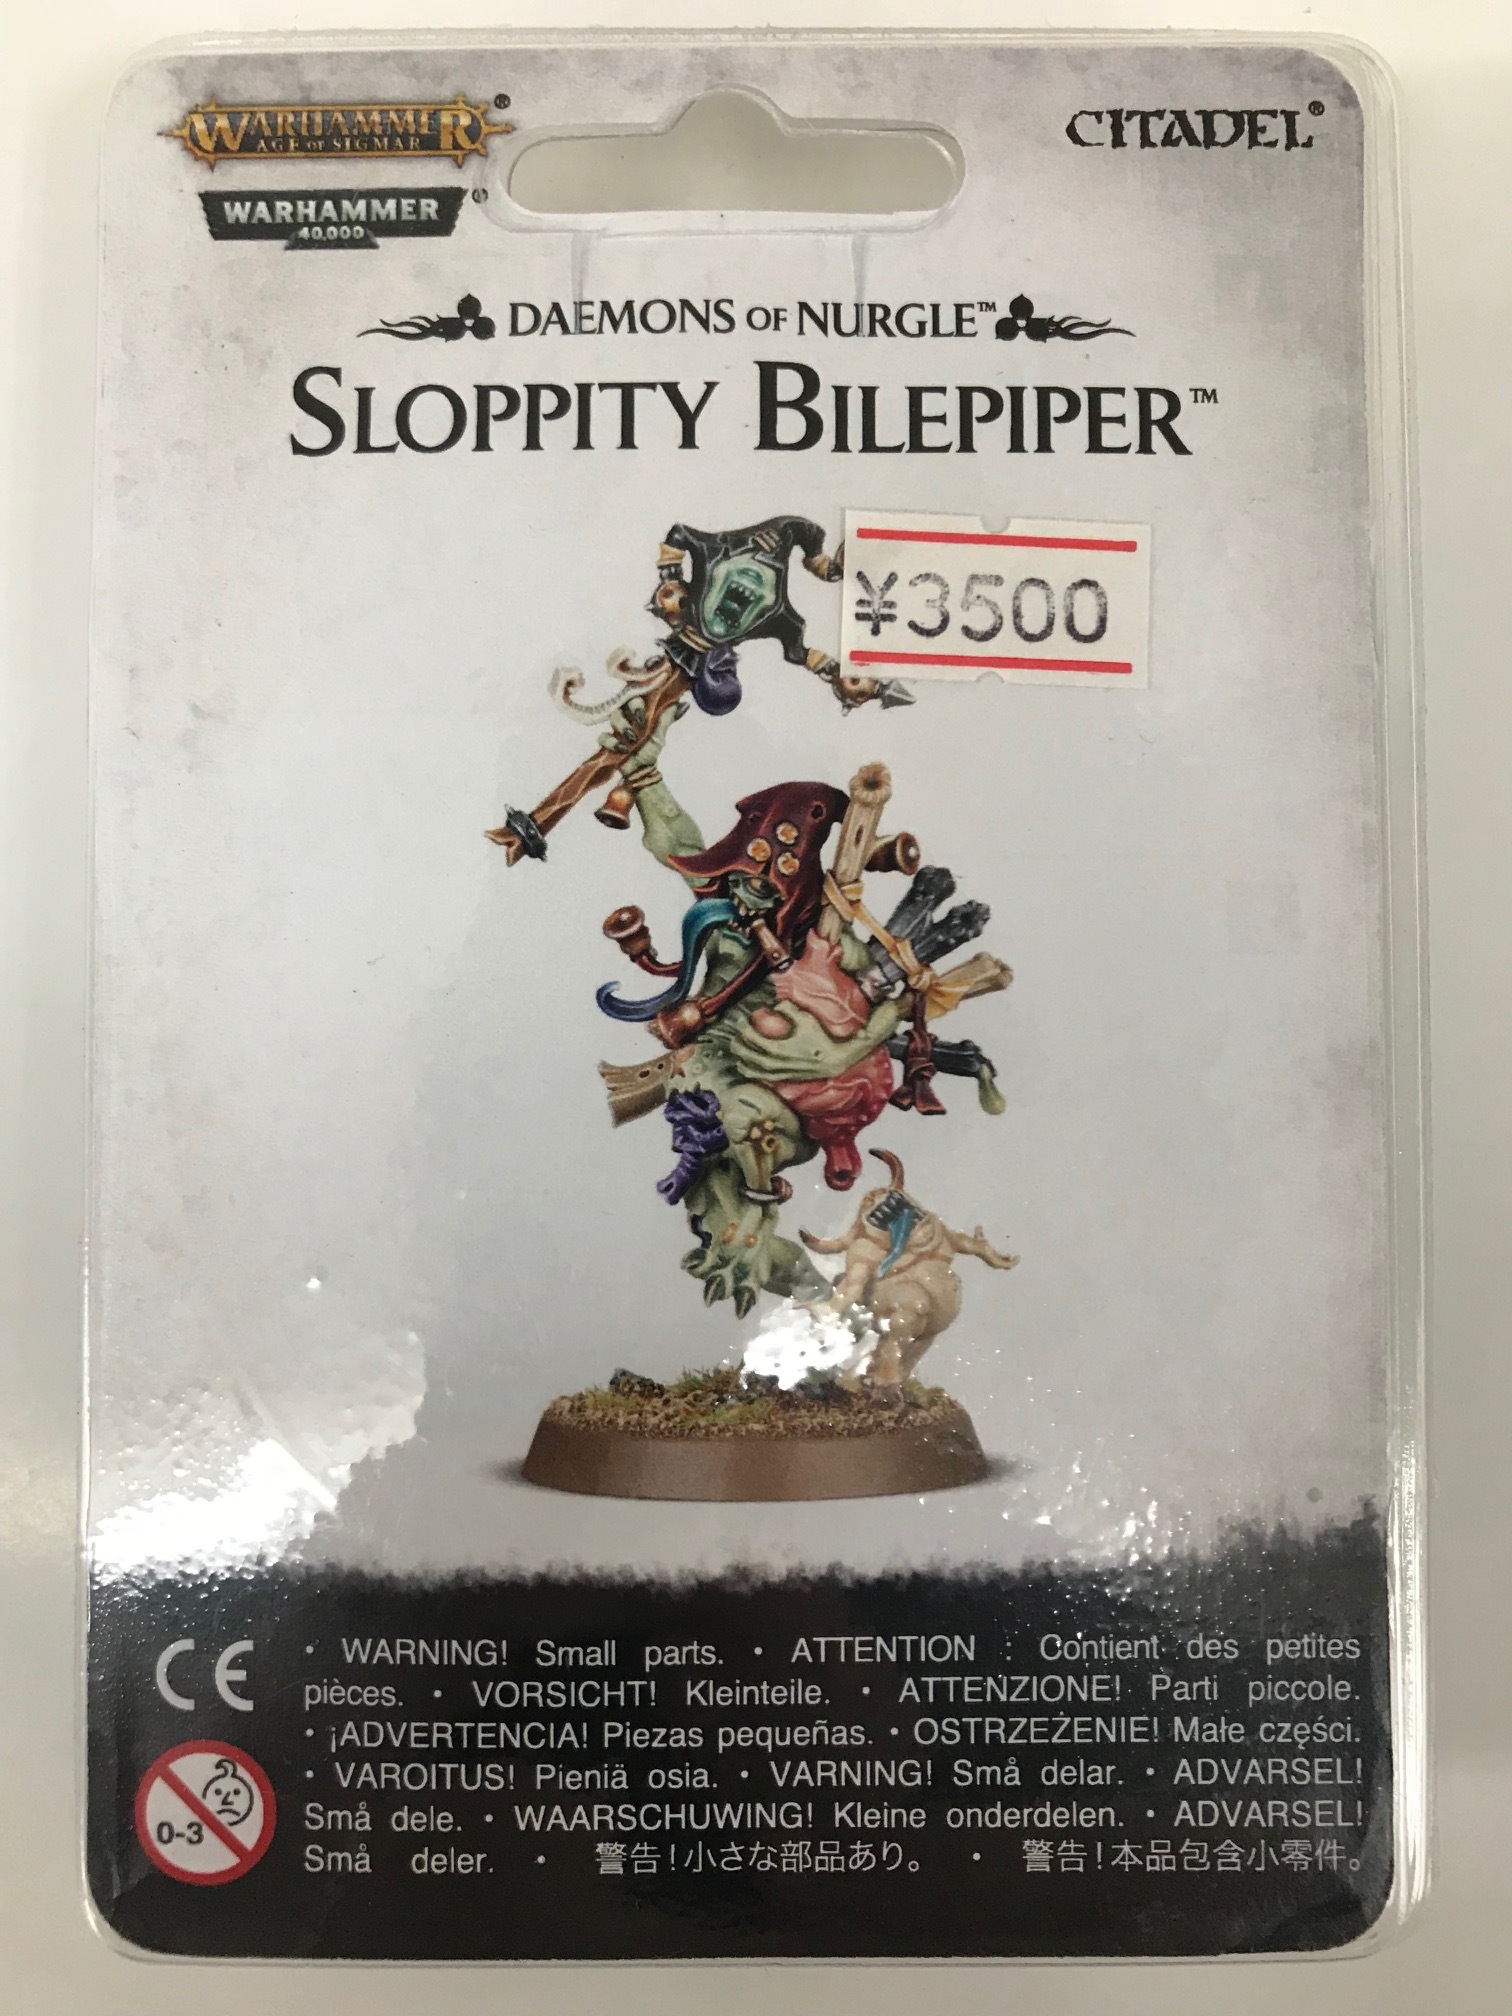 WARHAMMER®
AGE OF SIGMAR
WARHAMMER®
40,000
CITADEL®
DAEMONS OF NURGLE™
SLOPPITY BILEPIPER™
¥3500
CE
• WARNING! Small parts. • ATTENTION : Contient des petites
pièces. • VORSICHT! Kleinteile. • ATTENZIONE! Parti piccole.
• ¡ADVERTENCIA! Piezas pequeñas. • OSTRZEŻENIE! Małe części.
• VAROITUS! Pieniä osia. • VARNING! Små delar. • ADVARSEL!
Små dele. • WAARSCHUWING! Kleine onderdelen. • ADVARSEL!
Små deler. • 警告!小さな部品あり。 • 警告!本品包含小零件。
0-3